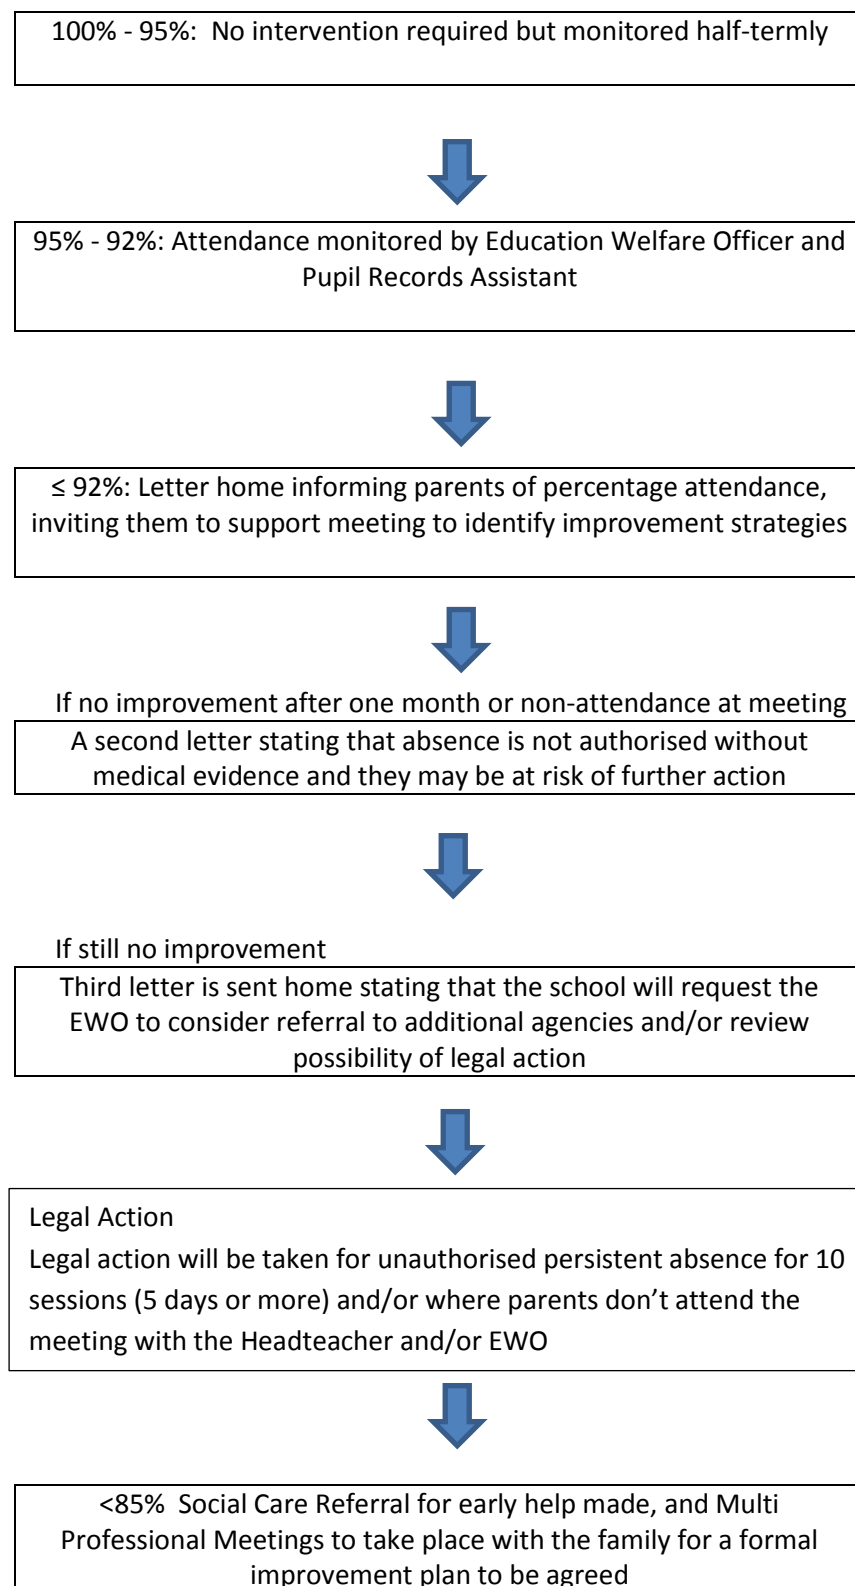 100% - 95%:  No intervention required but monitored half-termly
95% - 92%: Attendance monitored by Education Welfare Officer and
Pupil Records Assistant
≤ 92%: Letter home informing parents of percentage attendance,
inviting them to support meeting to identify improvement strategies
If no improvement after one month or non-attendance at meeting
A second letter stating that absence is not authorised without
medical evidence and they may be at risk of further action
If still no improvement
Third letter is sent home stating that the school will request the
EWO to consider referral to additional agencies and/or review
possibility of legal action
Legal Action
Legal action will be taken for unauthorised persistent absence for 10
sessions (5 days or more) and/or where parents don’t attend the
meeting with the Headteacher and/or EWO
<85%  Social Care Referral for early help made, and Multi
Professional Meetings to take place with the family for a formal
improvement plan to be agreed